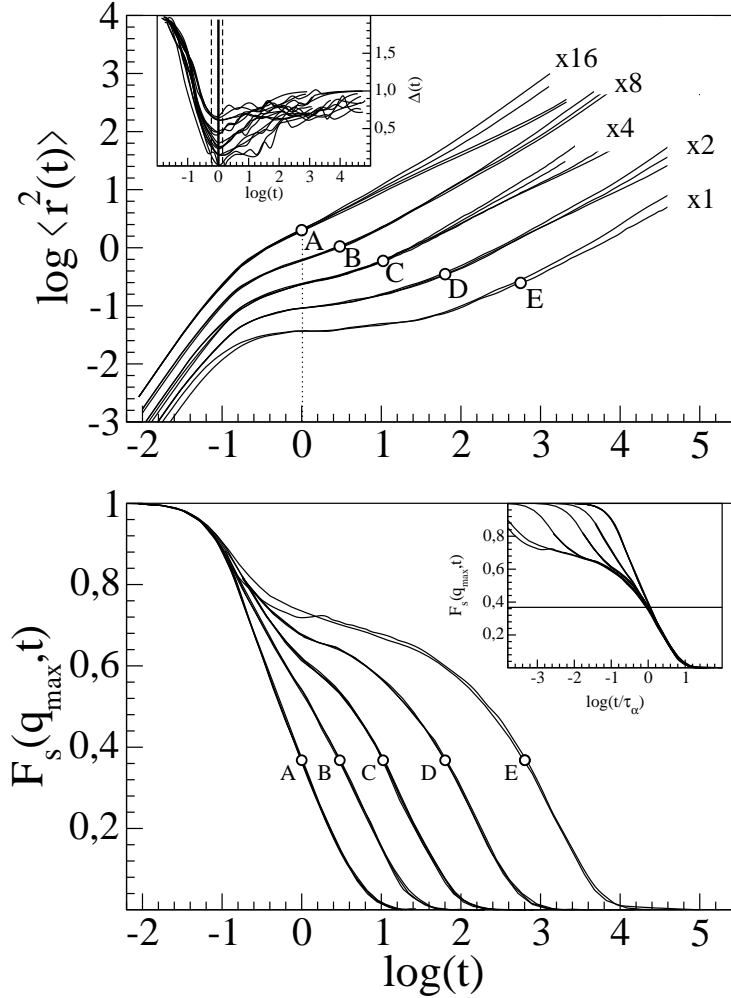 4
3
2
1
0
-1
-2
-3
log <r²(t)>
-2 -1 0 1 2 3 4 5
x16
x8
x4
x2
x1
A
B
C
D
E
1,5
1,0
0,5
Δ(t)
-1 0 1 2 3 4
log(t)
1
0,8
0,6
0,4
0,2
F_s(q_max,t)
A B C D E
-2 -1 0 1 2 3 4 5
log(t)
0,8
0,6
0,4
0,2
F_s(q_max,t)
-3 -2 -1 0 1
log(t/τ_α)